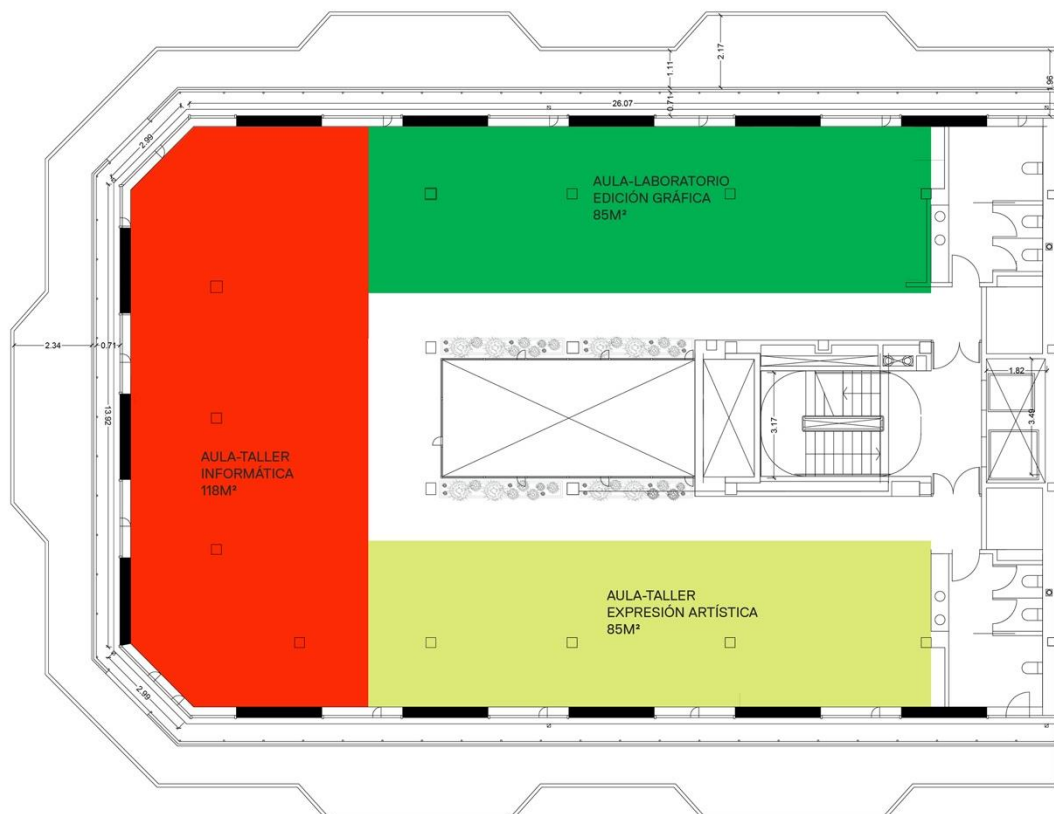 2.17
1.11
1.96
0.71
26.07
2.99
AULA-LABORATORIO
EDICIÓN GRÁFICA
85M²
2.34
0.71
13.92
1.82
3.17
3.49
AULA-TALLER
INFORMÁTICA
118M²
AULA-TALLER
EXPRESIÓN ARTÍSTICA
85M²
2.99